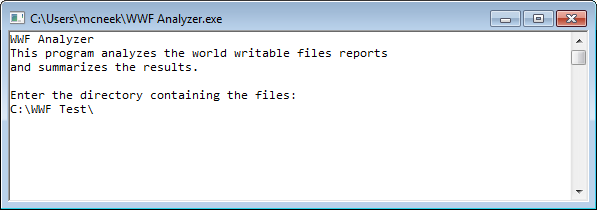 C:\Users\mcneek\WWF Analyzer.exe
WWF Analyzer
This program analyzes the world writable files reports
and summarizes the results.
Enter the directory containing the files:
C:\WWF Test\